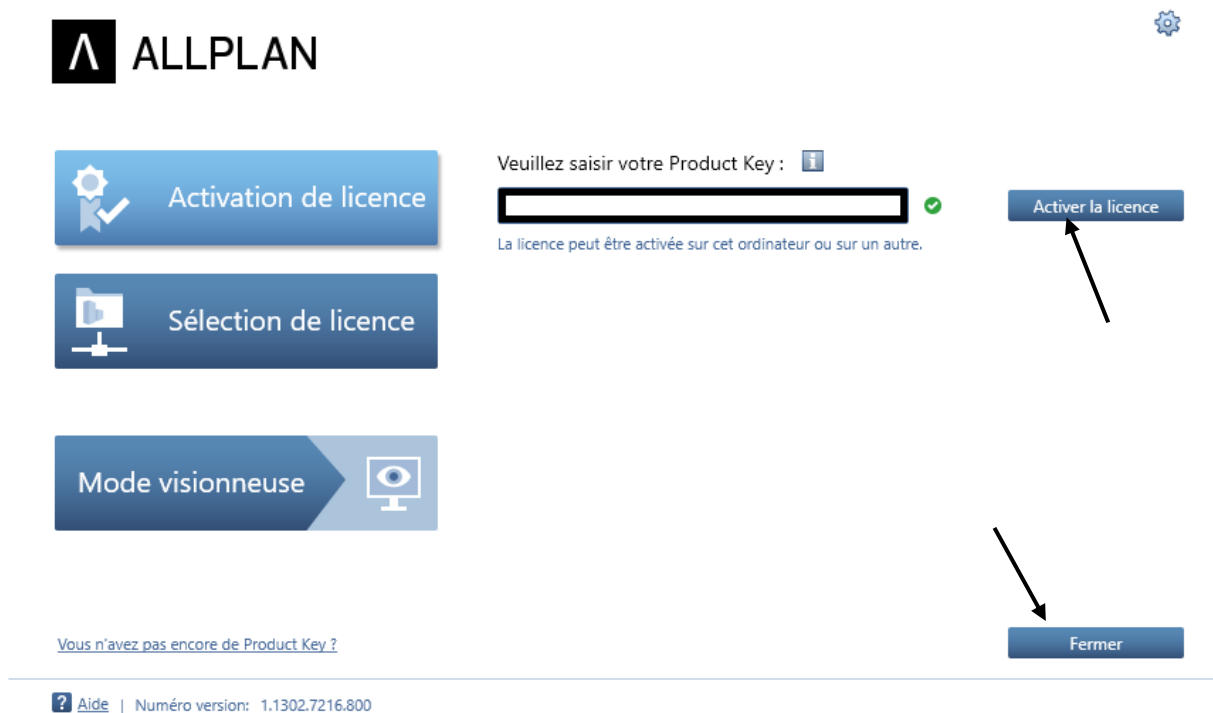 ALLPLAN
Activation de licence
Veuillez saisir votre Product Key :
Activer la licence
La licence peut être activée sur cet ordinateur ou sur un autre.
Sélection de licence
Mode visionneuse
Vous n'avez pas encore de Product Key ?
Fermer
? Aide | Numéro version: 1.1302.7216.800